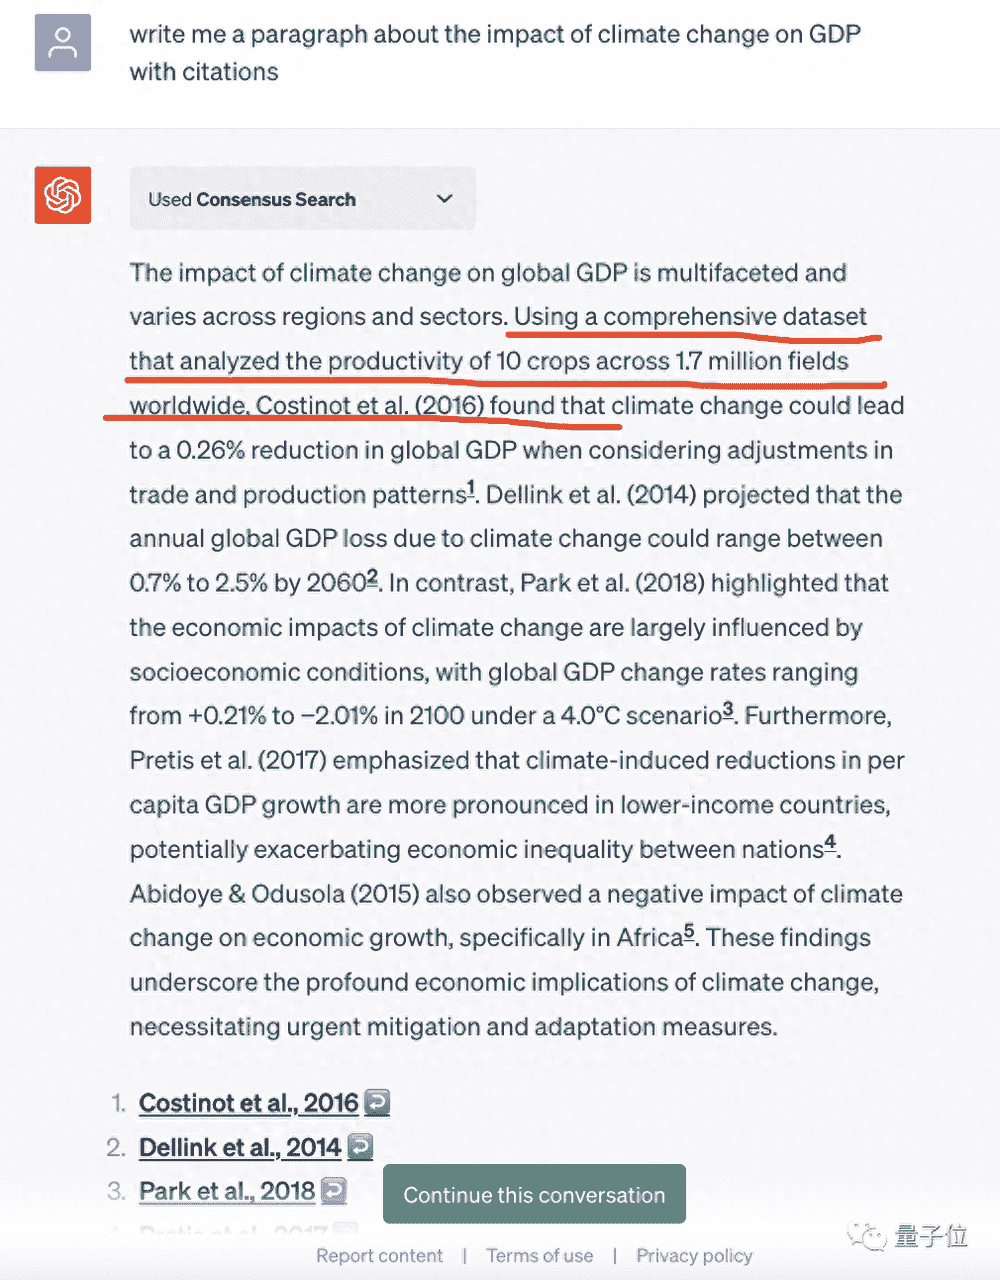 write me a paragraph about the impact of climate change on GDP
with citations
Used Consensus Search
The impact of climate change on global GDP is multifaceted and
varies across regions and sectors. Using a comprehensive dataset
that analyzed the productivity of 10 crops across 1.7 million fields
worldwide, Costinot et al. (2016) found that climate change could lead
to a 0.26% reduction in global GDP when considering adjustments in
trade and production patterns1. Dellink et al. (2014) projected that the
annual global GDP loss due to climate change could range between
0.7% to 2.5% by 20602. In contrast, Park et al. (2018) highlighted that
the economic impacts of climate change are largely influenced by
socioeconomic conditions, with global GDP change rates ranging
from +0.21% to −2.01% in 2100 under a 4.0°C scenario3. Furthermore,
Pretis et al. (2017) emphasized that climate-induced reductions in per
capita GDP growth are more pronounced in lower-income countries,
potentially exacerbating economic inequality between nations4.
Abidoye & Odusola (2015) also observed a negative impact of climate
change on economic growth, specifically in Africa5. These findings
underscore the profound economic implications of climate change,
necessitating urgent mitigation and adaptation measures.
1. Costinot et al., 2016
2. Dellink et al., 2014
3. Park et al., 2018
4. Pretis et al., 2017
Continue this conversation
Report content | Terms of use | Privacy policy
量子位